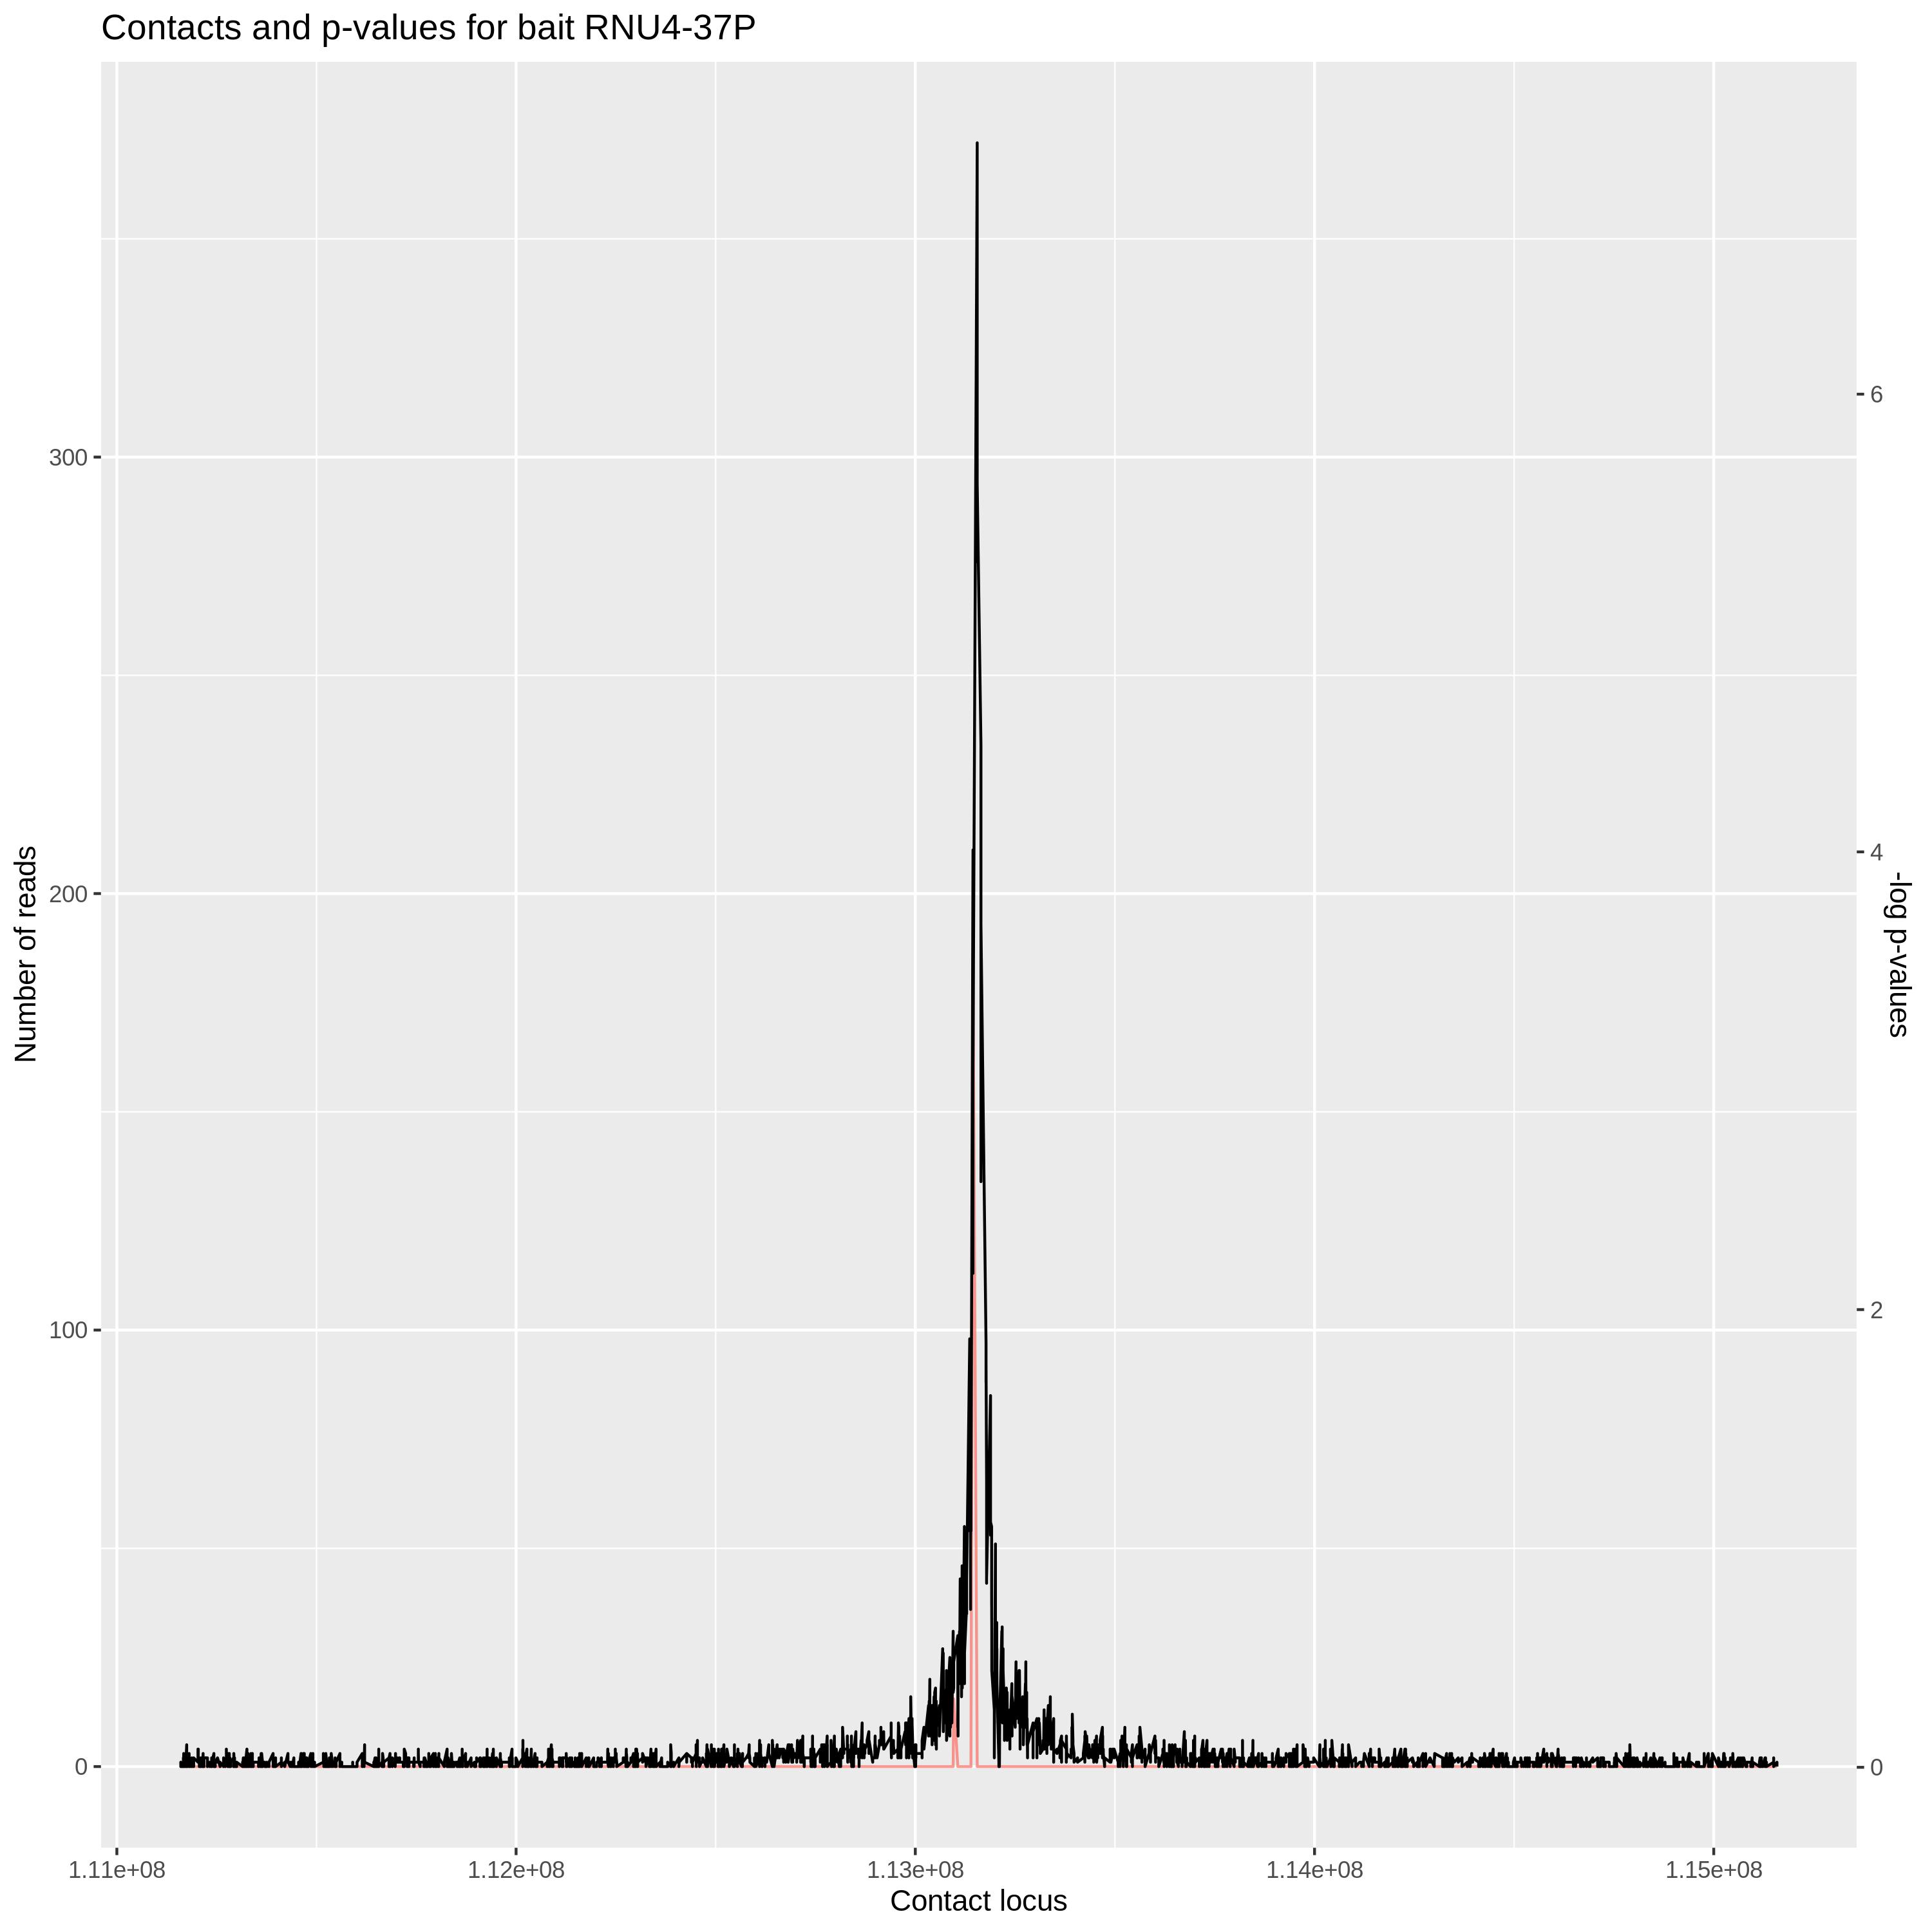 Contacts and p-values for bait RNU4-37P
Number of reads
300
200
100
0
6
4
2
0
-log p-values
1.11e+08
1.12e+08
1.13e+08
1.14e+08
1.15e+08
Contact locus